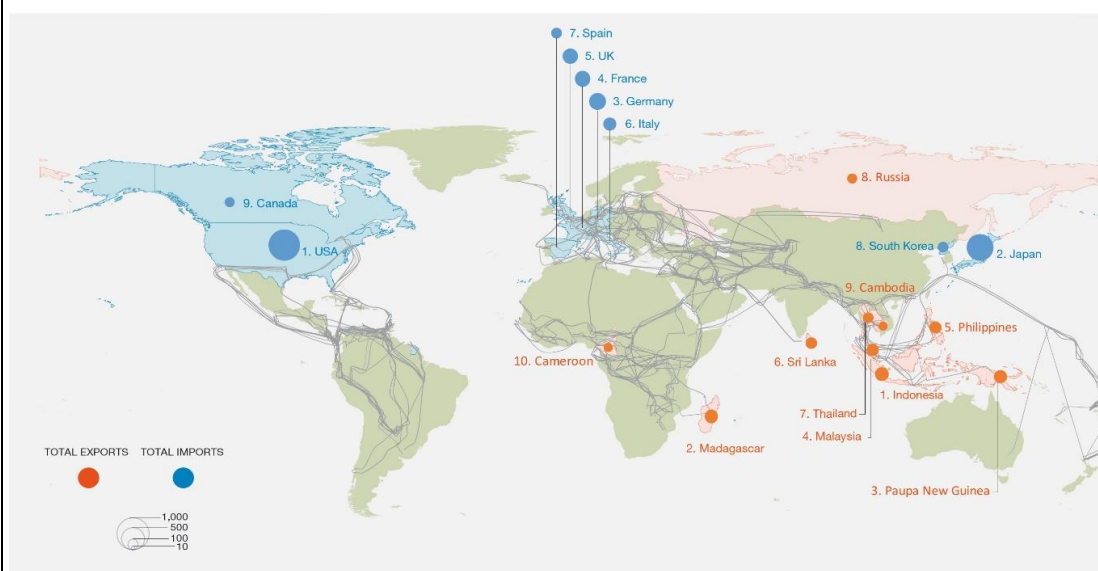 7. Spain
5. UK
4. France
3. Germany
6. Italy
8. Russia
9. Canada
1. USA
8. South Korea
2. Japan
9. Cambodia
5. Philippines
10. Cameroon
6. Sri Lanka
1. Indonesia
7. Thailand
4. Malaysia
2. Madagascar
3. Paupa New Guinea
TOTAL EXPORTS TOTAL IMPORTS
1,000
500
100
10